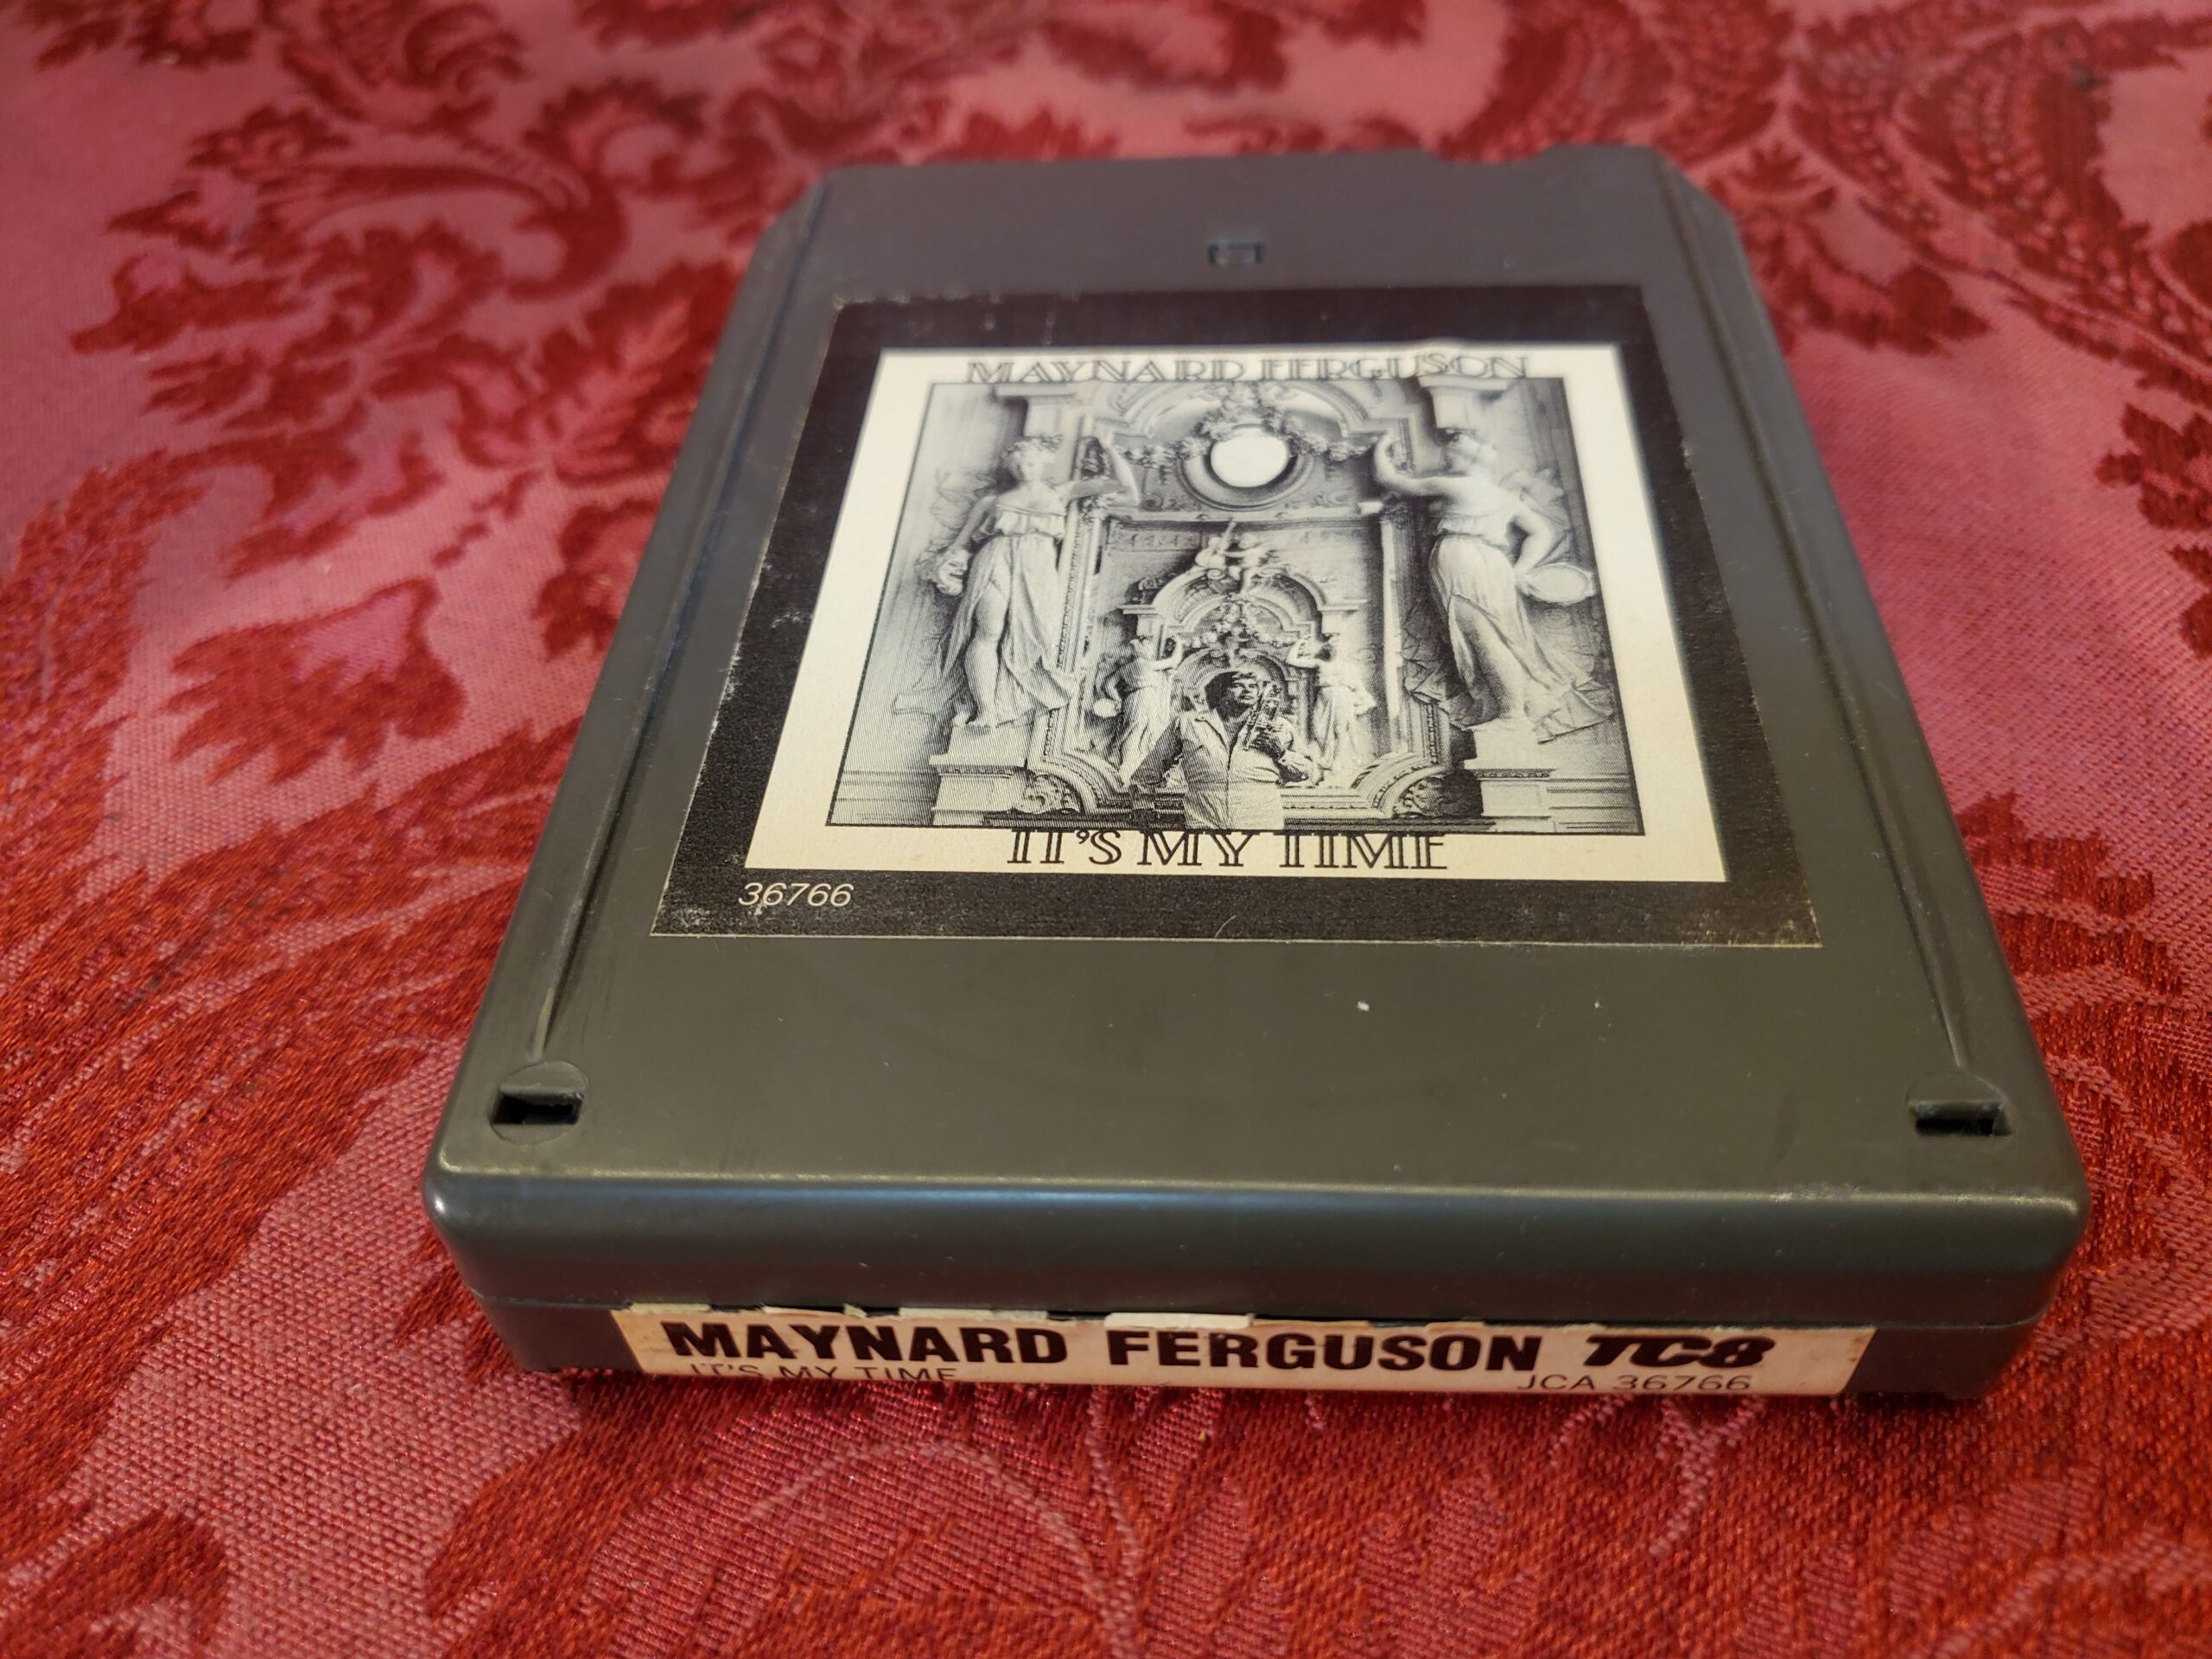 MAYNARD FERGUSON
IT'S MY TIME
36766
MAYNARD FERGUSON TC8
IT'S MY TIME JCA 36766